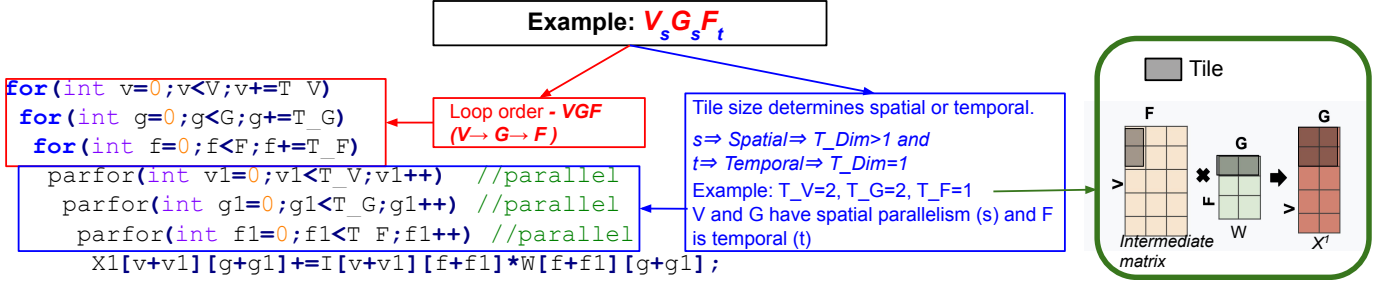 Example: VsGsFt
for(int v=0;v<V;v+=T_V)
for(int g=0;g<G;g+=T_G)
for(int f=0;f<F;f+=T_F)
parfor(int v1=0;v1<T_V;v1++) //parallel
parfor(int g1=0;g1<T_G;g1++) //parallel
parfor(int f1=0;f1<T_F;f1++) //parallel
X1[v+v1][g+g1]+=I[v+v1][f+f1]*W[f+f1][g+g1];
Loop order - VGF
(V→ G→ F )
Tile size determines spatial or temporal.
s⇒ Spatial⇒ T_Dim>1 and
t⇒ Temporal⇒ T_Dim=1
Example: T_V=2, T_G=2, T_F=1
V and G have spatial parallelism (s) and F
is temporal (t)
Tile
F
V
Intermediate
matrix
G
F
W
G
V
X¹